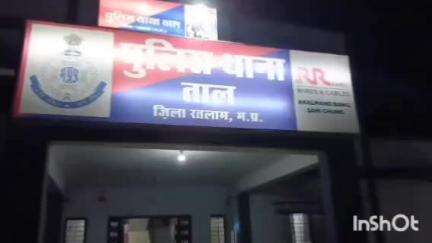 पुलिस थाना ताल
पुलिस थाना
ताल
ज़िला रतलाम, म.प्र.
RR
WIRES & CABLES
InShOt